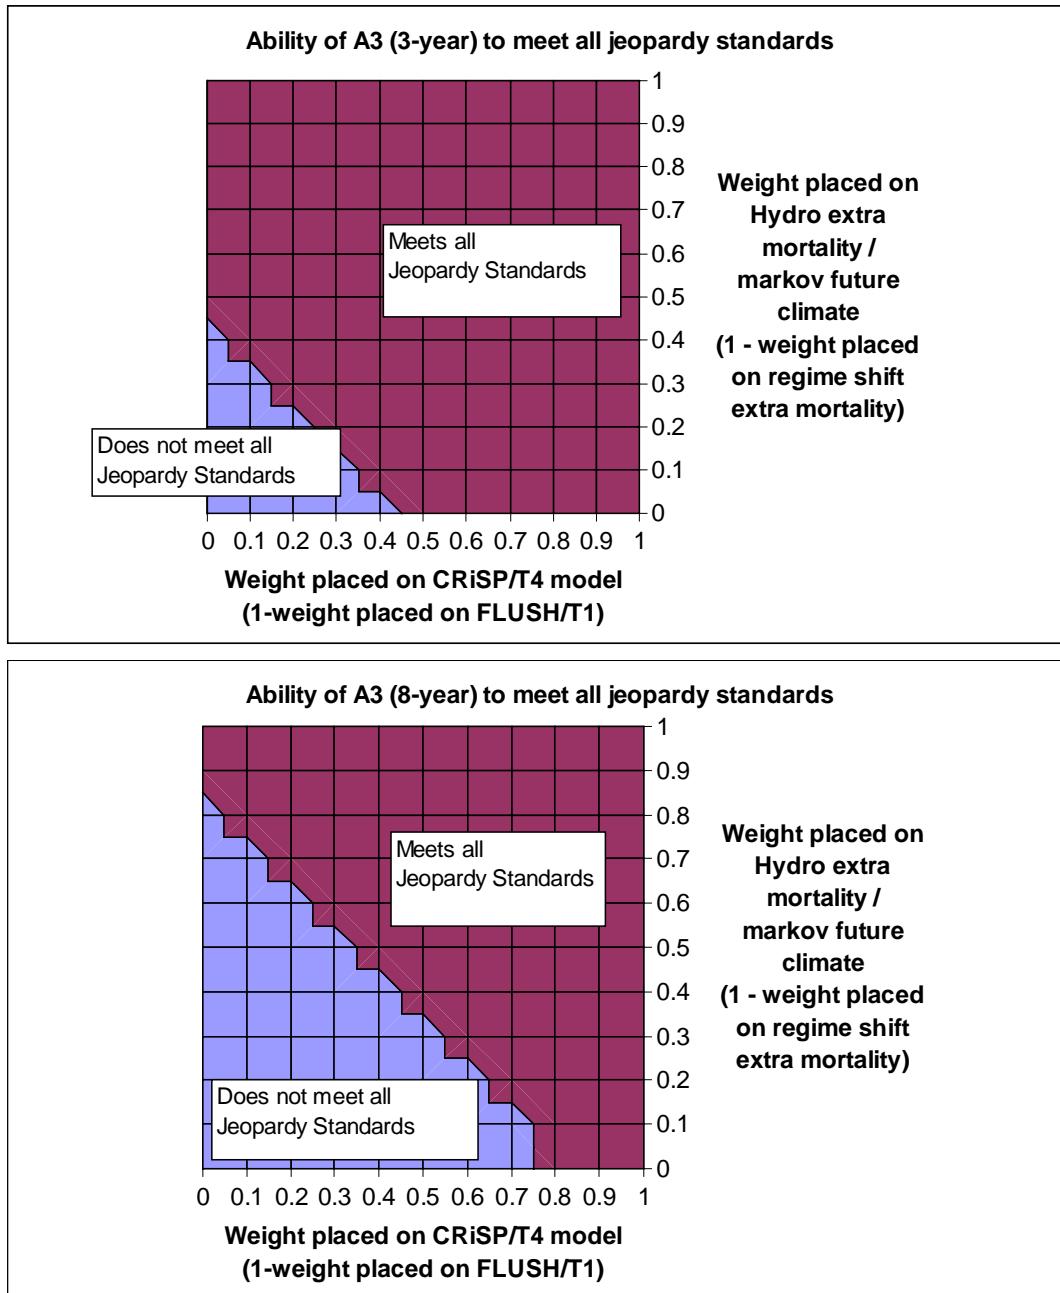 Ability of A3 (3-year) to meet all jeopardy standards
1
0.9
0.8
0.7
0.6
0.5
0.4
0.3
0.2
0.1
0
Meets all
Jeopardy Standards
Does not meet all
Jeopardy Standards
Weight placed on
Hydro extra
mortality /
markov future
climate
(1 - weight placed
on regime shift
extra mortality)
0 0.1 0.2 0.3 0.4 0.5 0.6 0.7 0.8 0.9 1
Weight placed on CRiSP/T4 model
(1-weight placed on FLUSH/T1)
Ability of A3 (8-year) to meet all jeopardy standards
1
0.9
0.8
0.7
0.6
0.5
0.4
0.3
0.2
0.1
0
Meets all
Jeopardy Standards
Does not meet all
Jeopardy Standards
Weight placed on
Hydro extra
mortality /
markov future
climate
(1 - weight placed
on regime shift
extra mortality)
0 0.1 0.2 0.3 0.4 0.5 0.6 0.7 0.8 0.9 1
Weight placed on CRiSP/T4 model
(1-weight placed on FLUSH/T1)